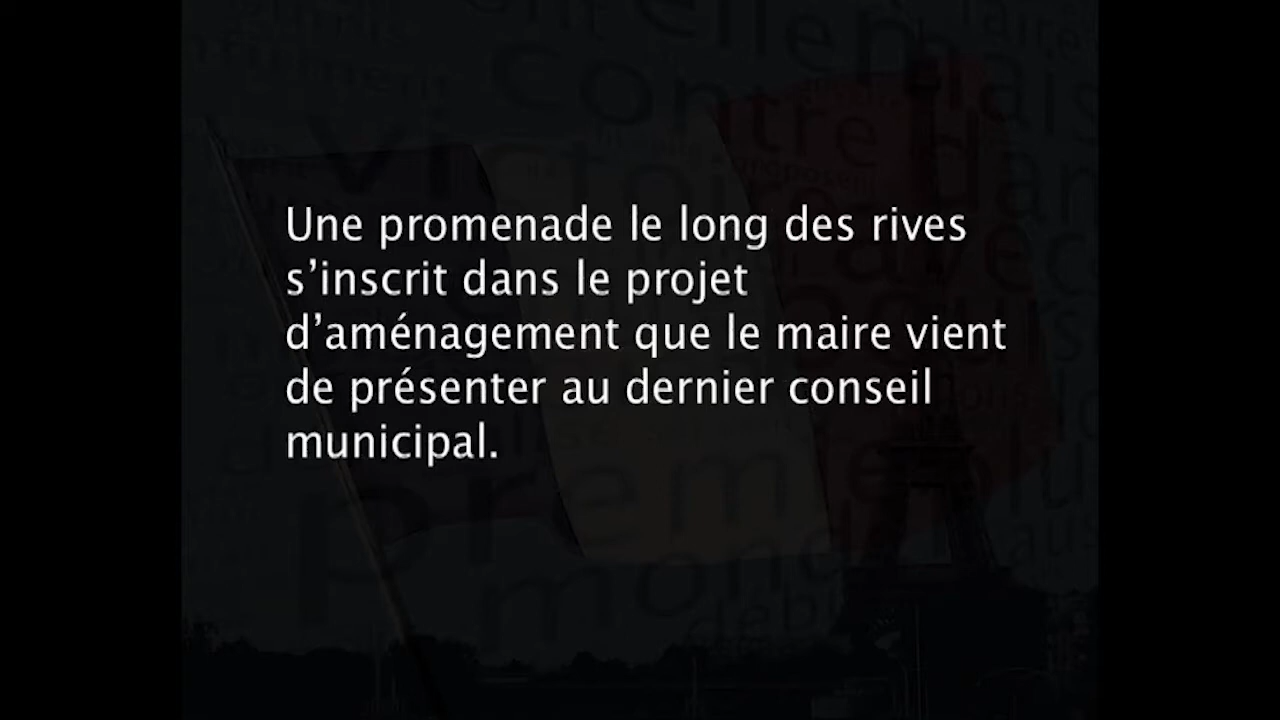 Une promenade le long des rives
s’inscrit dans le projet
d’aménagement que le maire vient
de présenter au dernier conseil
municipal.